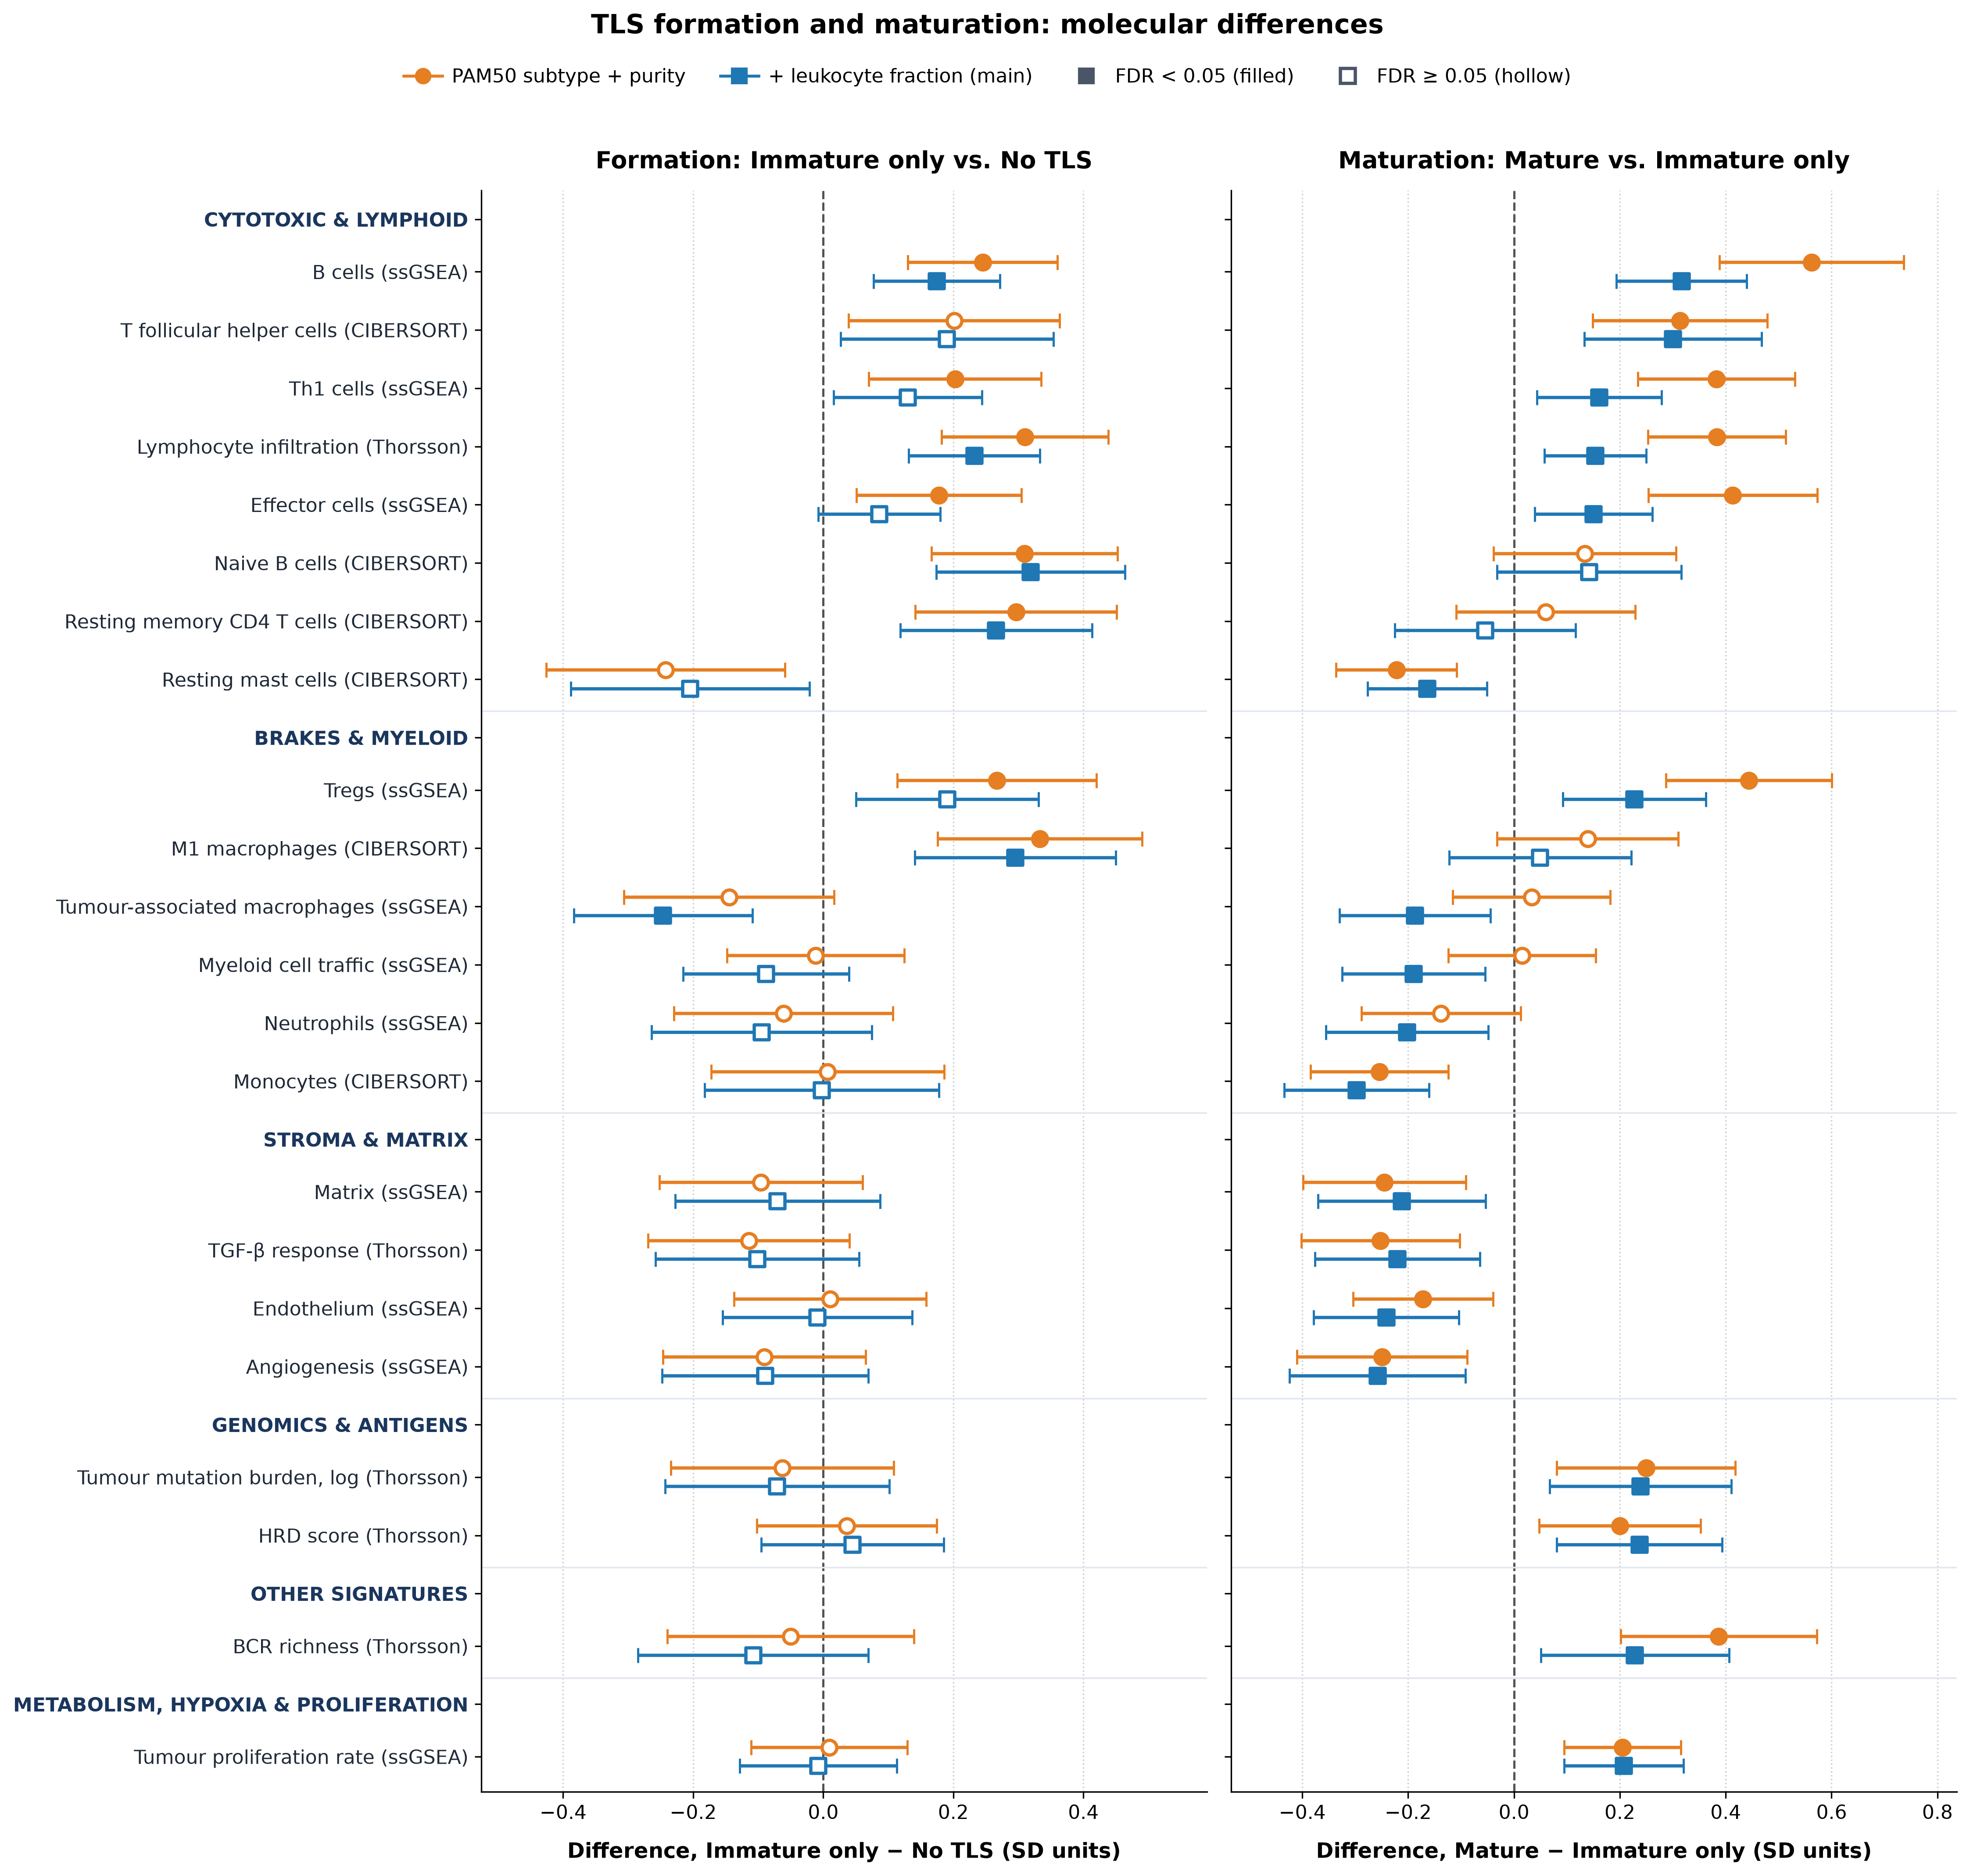 TLS formation and maturation: molecular differences
PAM50 subtype + purity
+ leukocyte fraction (main)
FDR < 0.05 (filled)
FDR ≥ 0.05 (hollow)
Formation: Immature only vs. No TLS
Maturation: Mature vs. Immature only
CYTOTOXIC & LYMPHOID
B cells (ssGSEA)
T follicular helper cells (CIBERSORT)
Th1 cells (ssGSEA)
Lymphocyte infiltration (Thorsson)
Effector cells (ssGSEA)
Naive B cells (CIBERSORT)
Resting memory CD4 T cells (CIBERSORT)
Resting mast cells (CIBERSORT)
BRAKES & MYELOID
Tregs (ssGSEA)
M1 macrophages (CIBERSORT)
Tumour-associated macrophages (ssGSEA)
Myeloid cell traffic (ssGSEA)
Neutrophils (ssGSEA)
Monocytes (CIBERSORT)
STROMA & MATRIX
Matrix (ssGSEA)
TGF-β response (Thorsson)
Endothelium (ssGSEA)
Angiogenesis (ssGSEA)
GENOMICS & ANTIGENS
Tumour mutation burden, log (Thorsson)
HRD score (Thorsson)
OTHER SIGNATURES
BCR richness (Thorsson)
METABOLISM, HYPOXIA & PROLIFERATION
Tumour proliferation rate (ssGSEA)
−0.4 −0.2 0.0 0.2 0.4
−0.4 −0.2 0.0 0.2 0.4 0.6 0.8
Difference, Immature only − No TLS (SD units)
Difference, Mature − Immature only (SD units)